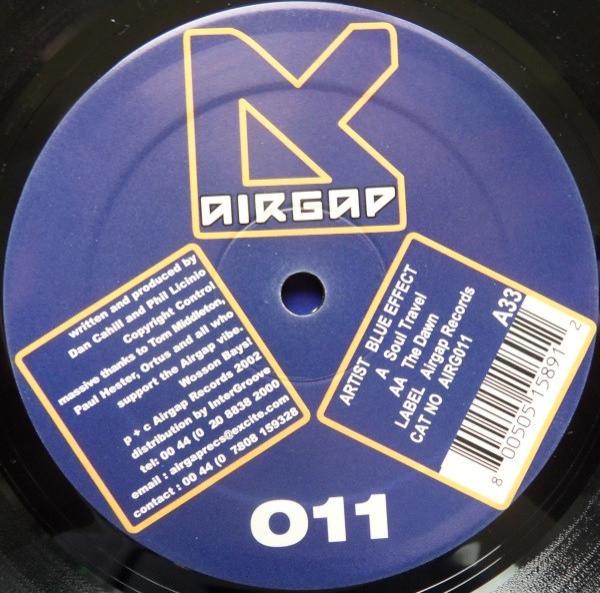 AIRGAP
written and produced by
Dan Cahill and Phil Licinio
Copyright Control
massive thanks to Tom Middleton,
Paul Hester, Ortus and all who
support the Airgap vibe.
Wosson Bays!
p + c Airgap Records 2002
distribution by InterGroove
tel: 00 44 (0 20 8838 2000
email : airgaprecs@excite.com
contact : 00 44 (0 7808 159328
ARTIST BLUE EFFECT
A Soul Travel
AA The Dawn
LABEL Airgap Records
CAT NO AIRG011
A33
8 00505 15891 2
011